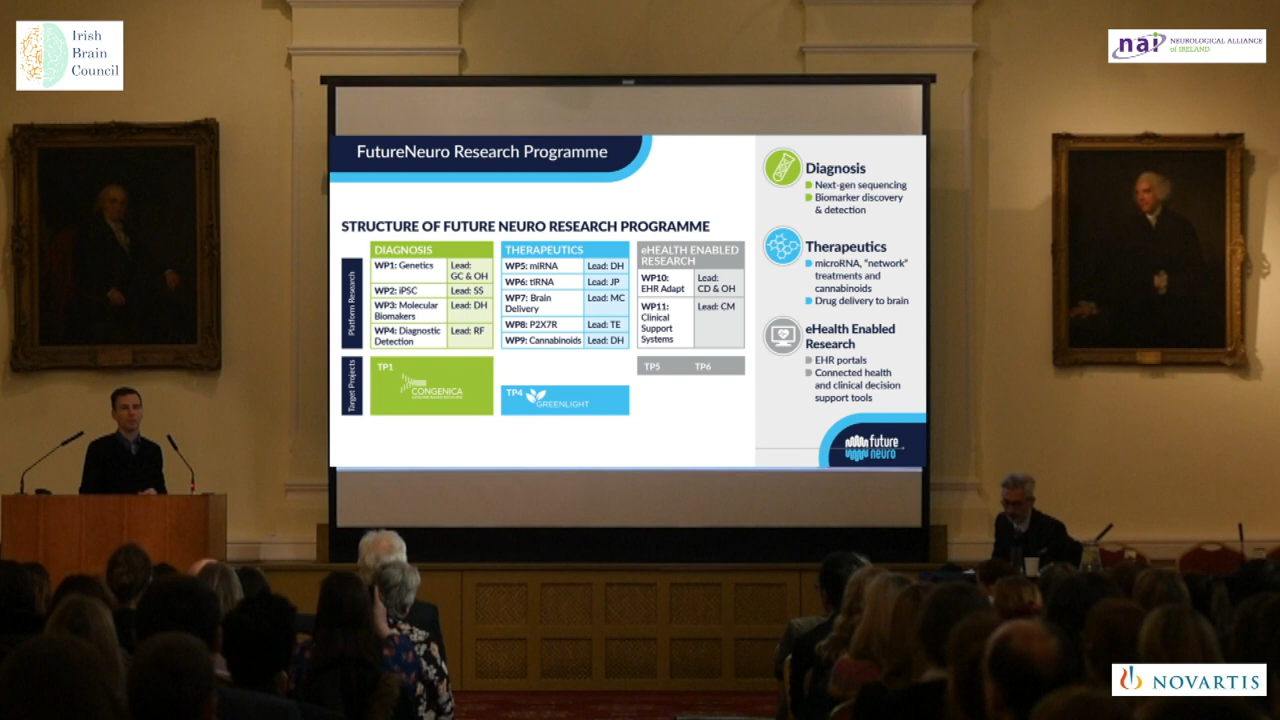 Irish
Brain
Council
nai NEUROLOGICAL ALLIANCE
of IRELAND
FutureNeuro Research Programme
STRUCTURE OF FUTURE NEURO RESEARCH PROGRAMME
Platform Research
DIAGNOSIS
WP1: Genetics Lead:
GC & OH
WP2: iPSC Lead: SS
WP3: Molecular Lead: DH
Biomakers
WP4: Diagnostic Lead: RF
Detection
THERAPEUTICS
WP5: miRNA Lead: DH
WP6: tiRNA Lead: JP
WP7: Brain Lead: MC
Delivery
WP8: P2X7R Lead: TE
WP9: Cannabinoids Lead: DH
eHEALTH ENABLED
RESEARCH
WP10: Lead:
EHR Adapt CD & OH
WP11: Lead: CM
Clinical
Support
Systems
Target Projects
TP1
CONGENICA
TP4 GREENLIGHT
TP5 TP6
Diagnosis
Next-gen sequencing
Biomarker discovery
& detection
Therapeutics
microRNA, “network”
treatments and
cannabinoids
Drug delivery to brain
eHealth Enabled
Research
EHR portals
Connected health
and clinical decision
support tools
future
neuro
NOVARTIS